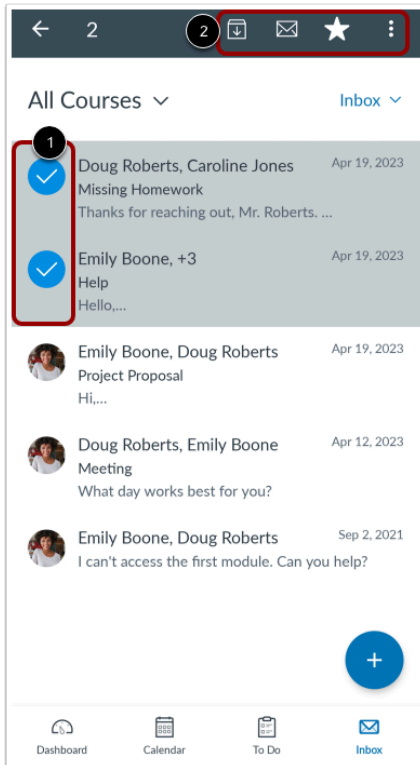 2
2
All Courses
Inbox
1
Doug Roberts, Caroline Jones
Apr 19, 2023
Missing Homework
Thanks for reaching out, Mr. Roberts. ...
Emily Boone, +3
Apr 19, 2023
Help
Hello,...
Emily Boone, Doug Roberts
Apr 19, 2023
Project Proposal
Hi,...
Doug Roberts, Emily Boone
Apr 12, 2023
Meeting
What day works best for you?
Emily Boone, Doug Roberts
Sep 2, 2021
I can't access the first module. Can you help?
+
Dashboard
Calendar
To Do
Inbox